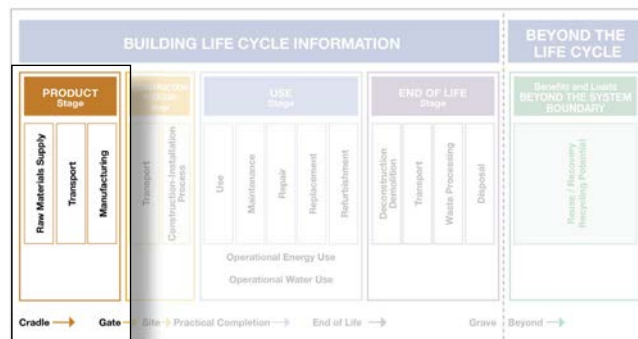 BUILDING LIFE CYCLE INFORMATION
BEYOND THE
LIFE CYCLE
PRODUCT
Stage
Raw Materials Supply
Transport
Manufacturing
Stage
Transport
Construction-Installation
Process
USE
Stage
Use
Maintenance
Repair
Replacement
Refurbishment
Operational Energy Use
Operational Water Use
END OF LIFE
Stage
Deconstruction
Demolition
Transport
Waste Processing
Disposal
Benefits and Loads
BEYOND THE SYSTEM
BOUNDARY
Reuse / Recovery
Recycling Potential
Cradle
Gate
Site
Practical Completion
End of Life
Grave
Beyond